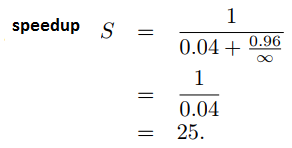 speedup S = 1 / (0.04 + 0.96/∞)
= 1 / 0.04
= 25.